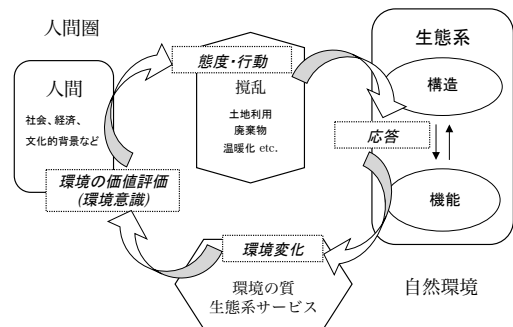 人間圏
人間
社会、経済、
文化的背景など
環境の価値評価
(環境意識)
態度・行動
撹乱
土地利用
廃棄物
温暖化 etc.
生態系
構造
応答
機能
環境変化
環境の質
生態系サービス
自然環境